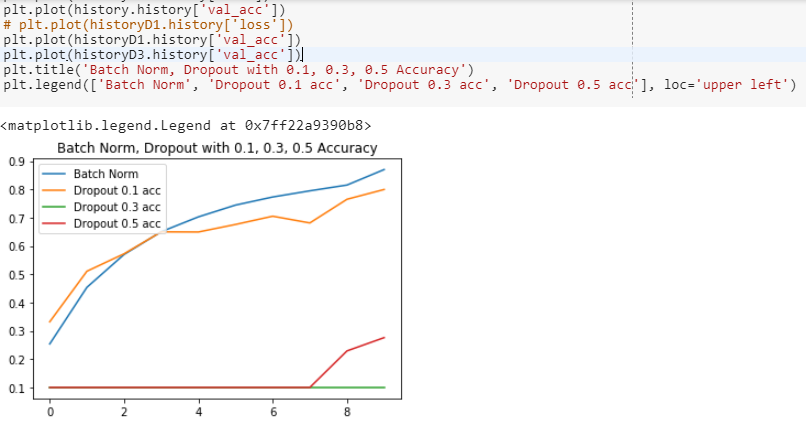 plt.plot(history.history['val_acc'])
# plt.plot(historyD1.history['loss'])
plt.plot(historyD1.history['val_acc'])
plt.plot(historyD3.history['val_acc'])
plt.title('Batch Norm, Dropout with 0.1, 0.3, 0.5 Accuracy')
plt.legend(['Batch Norm', 'Dropout 0.1 acc', 'Dropout 0.3 acc', 'Dropout 0.5 acc'], loc='upper left')
<matplotlib.legend.Legend at 0x7ff22a9390b8>
Batch Norm, Dropout with 0.1, 0.3, 0.5 Accuracy
Batch Norm
Dropout 0.1 acc
Dropout 0.3 acc
Dropout 0.5 acc
0.9
0.8
0.7
0.6
0.5
0.4
0.3
0.2
0.1
0 2 4 6 8